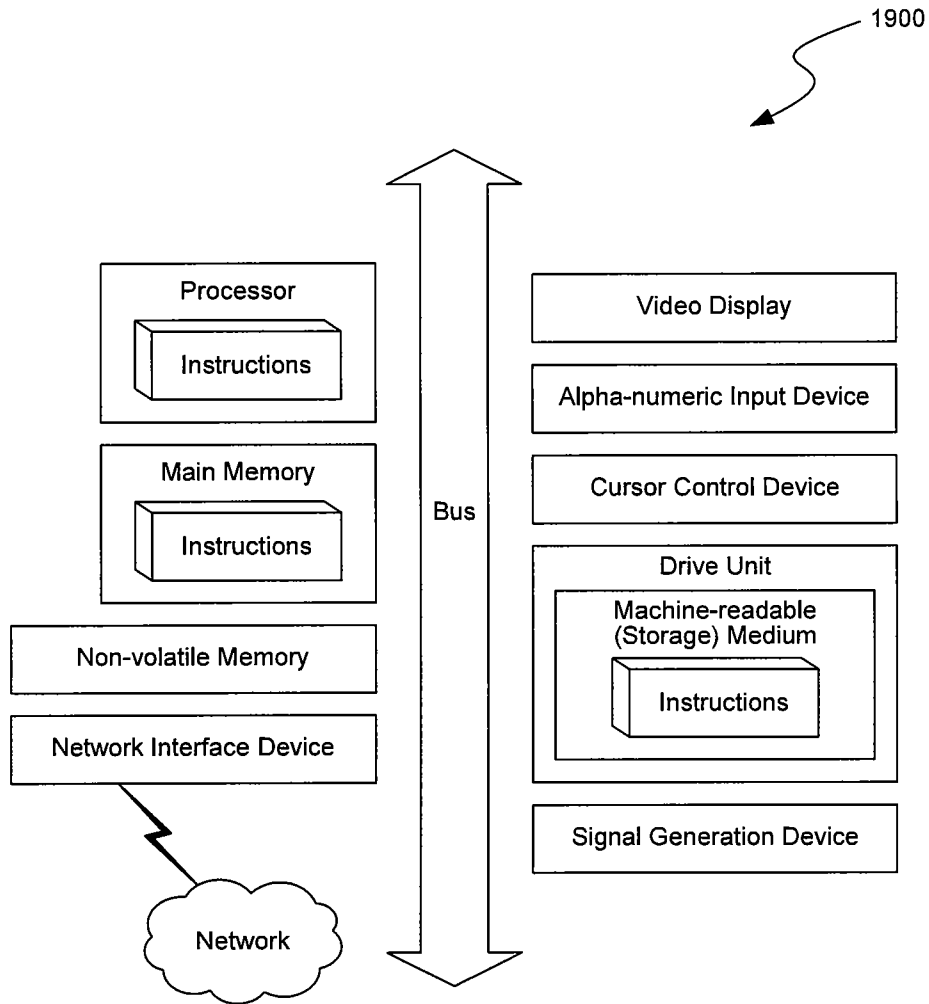 1900
Processor
Instructions
Main Memory
Instructions
Non-volatile Memory
Network Interface Device
Network
Bus
Video Display
Alpha-numeric Input Device
Cursor Control Device
Drive Unit
Machine-readable
(Storage) Medium
Instructions
Signal Generation Device